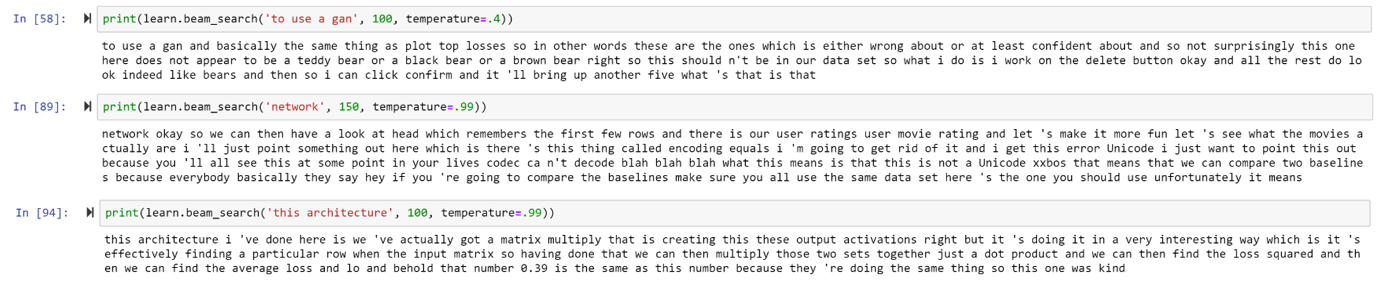 In [58]: print(learn.beam_search('to use a gan', 100, temperature=.4))
to use a gan and basically the same thing as plot top losses so in other words these are the ones which is either wrong about or at least confident about and so not surprisingly this one
here does not appear to be a teddy bear or a black bear or a brown bear right so this should n't be in our data set so what i do is i work on the delete button okay and all the rest do lo
ok indeed like bears and then so i can click confirm and it 'll bring up another five what 's that is that
In [89]: print(learn.beam_search('network', 150, temperature=.99))
network okay so we can then have a look at head which remembers the first few rows and there is our user ratings user movie rating and let 's make it more fun let 's see what the movies a
ctually are i 'll just point something out here which is there 's this thing called encoding equals i 'm going to get rid of it and i get this error Unicode i just want to point this out
because you 'll all see this at some point in your lives codec ca n't decode blah blah blah what this means is that this is not a Unicode xxbos that means that we can compare two baseline
s because everybody basically they say hey if you 're going to compare the baselines make sure you all use the same data set here 's the one you should use unfortunately it means
In [94]: print(learn.beam_search('this architecture', 100, temperature=.99))
this architecture i 've done here is we 've actually got a matrix multiply that is creating this these output activations right but it 's doing it in a very interesting way which is it 's
effectively finding a particular row when the input matrix so having done that we can then multiply those two sets together just a dot product and we can then find the loss squared and th
en we can find the average loss and lo and behold that number 0.39 is the same as this number because they 're doing the same thing so this one was kind